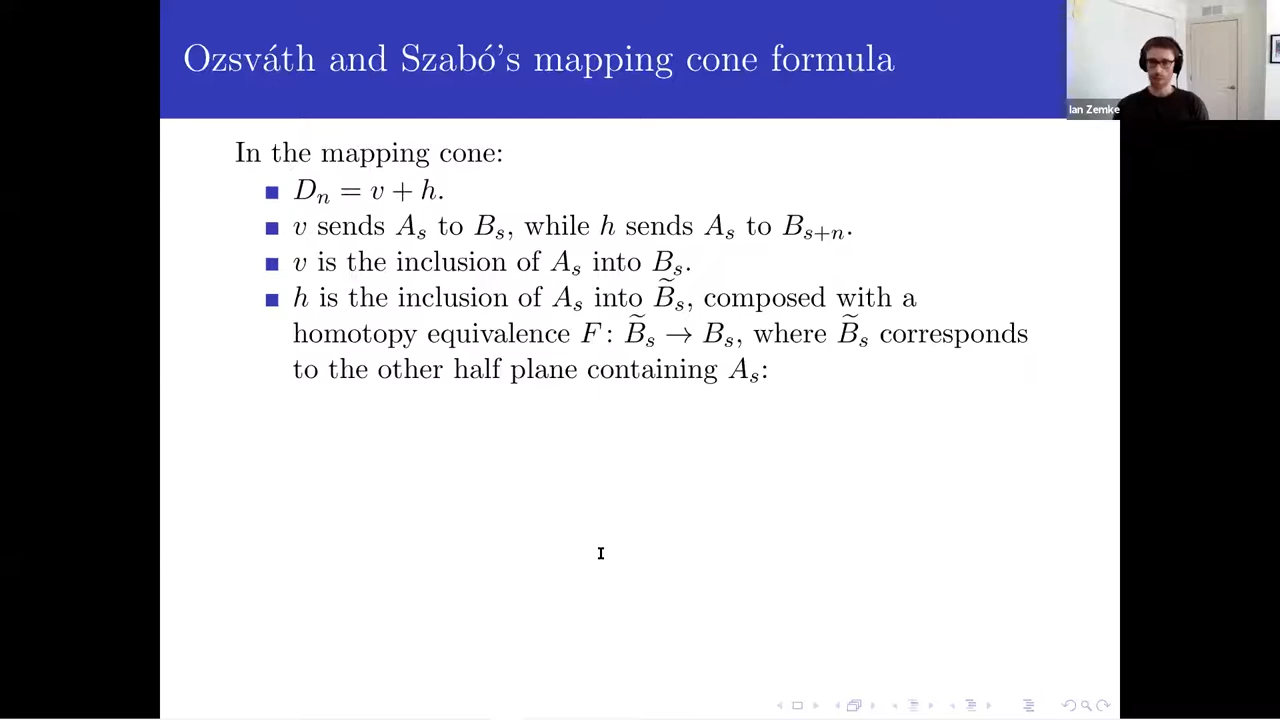 Ozsváth and Szabó's mapping cone formula
Ian Zemke
In the mapping cone:
D_n = v + h.
v sends A_s to B_s, while h sends A_s to B_{s+n}.
v is the inclusion of A_s into B_s.
h is the inclusion of A_s into B̃_s, composed with a
homotopy equivalence F: B̃_s → B_s, where B̃_s corresponds
to the other half plane containing A_s: